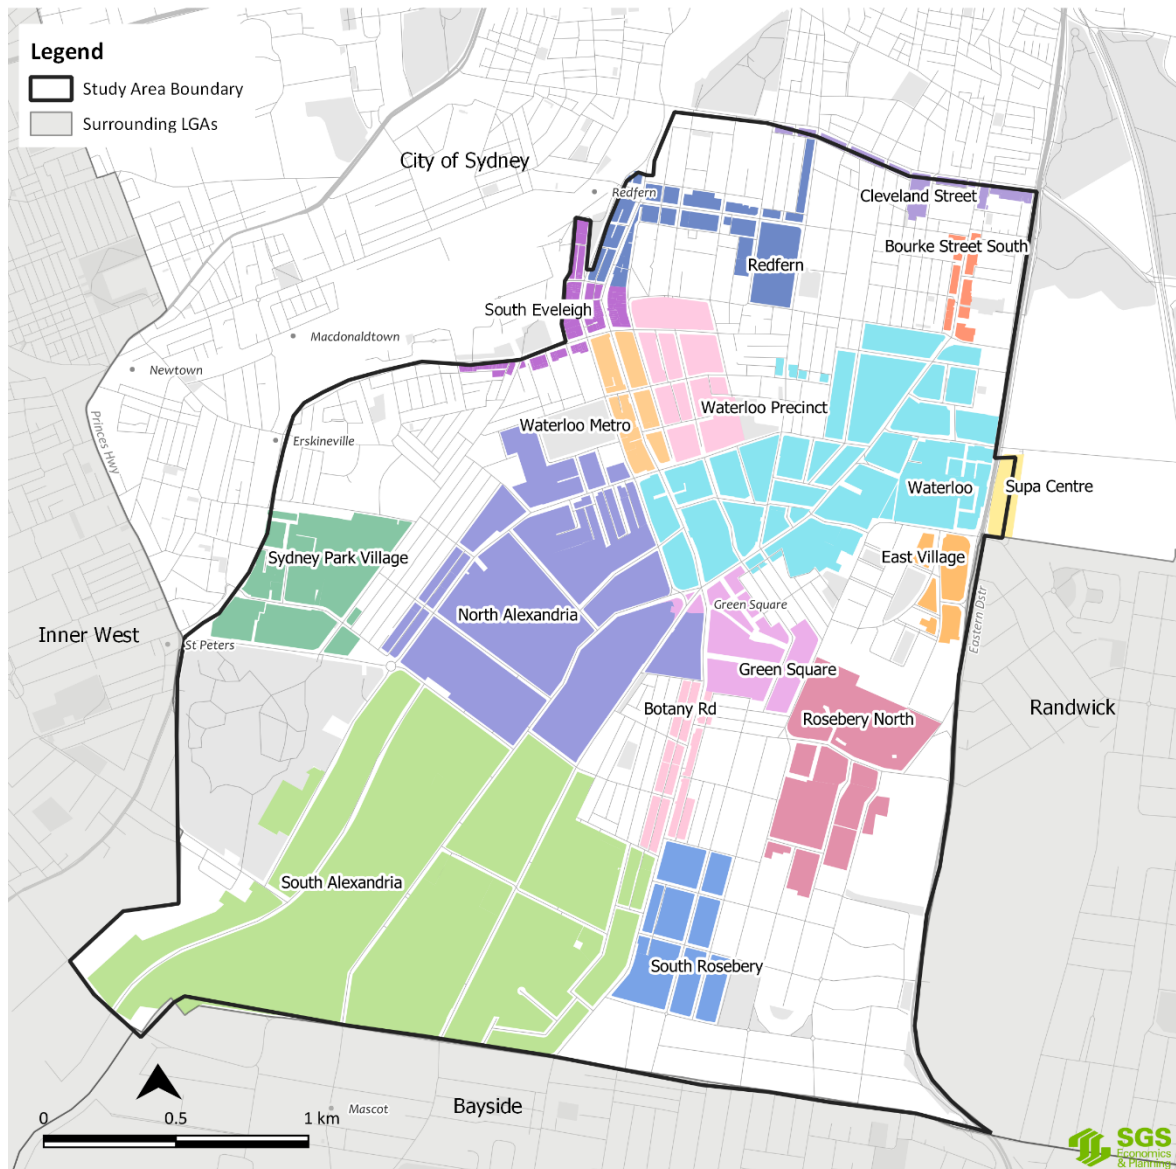 Legend
Study Area Boundary
Surrounding LGAs
City of Sydney
Redfern
Cleveland Street
Bourke Street South
Redfern
South Eveleigh
Macdonaldtown
Newtown
Waterloo Precinct
Princes Hwy
Waterloo Metro
Erskineville
Waterloo
Supa Centre
Sydney Park Village
East Village
North Alexandria
Green Square
Eastern Dstr
Inner West
St Peters
Green Square
Botany Rd
Rosebery North
Randwick
South Alexandria
South Rosebery
0
0.5
1 km
Mascot
Bayside
SGS
Economics
& Planning